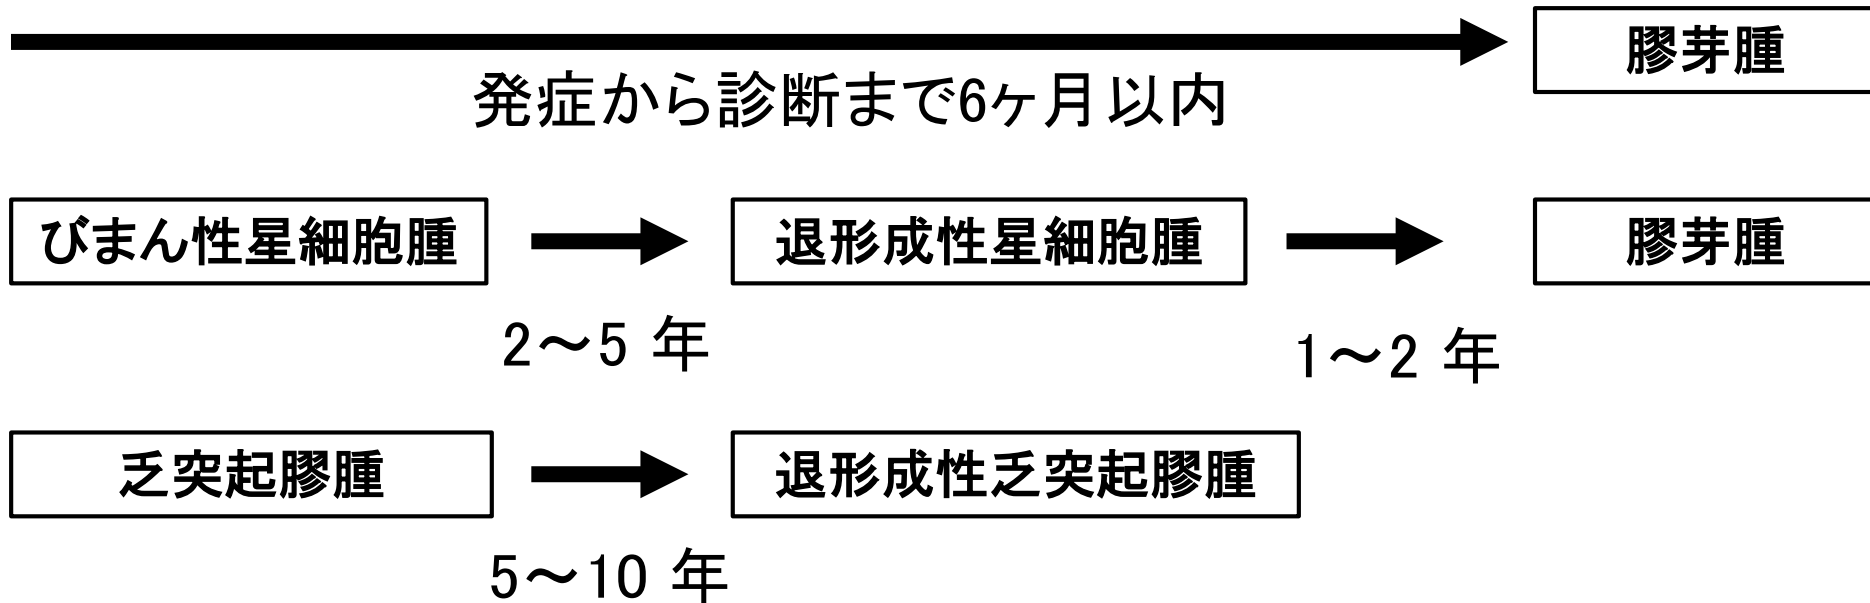 膠芽腫
発症から診断まで6ヶ月以内
びまん性星細胞腫
退形成性星細胞腫
膠芽腫
2～5 年
1～2 年
乏突起膠腫
退形成性乏突起膠腫
5～10 年